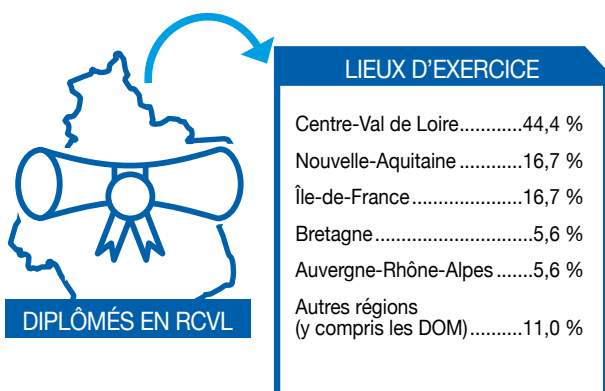 LIEUX D'EXERCICE
Centre-Val de Loire............44,4 %
Nouvelle-Aquitaine............16,7 %
Île-de-France....................16,7 %
Bretagne.............................5,6 %
Auvergne-Rhône-Alpes.......5,6 %
Autres régions
(y compris les DOM)..........11,0 %
DIPLÔMÉS EN RCVL